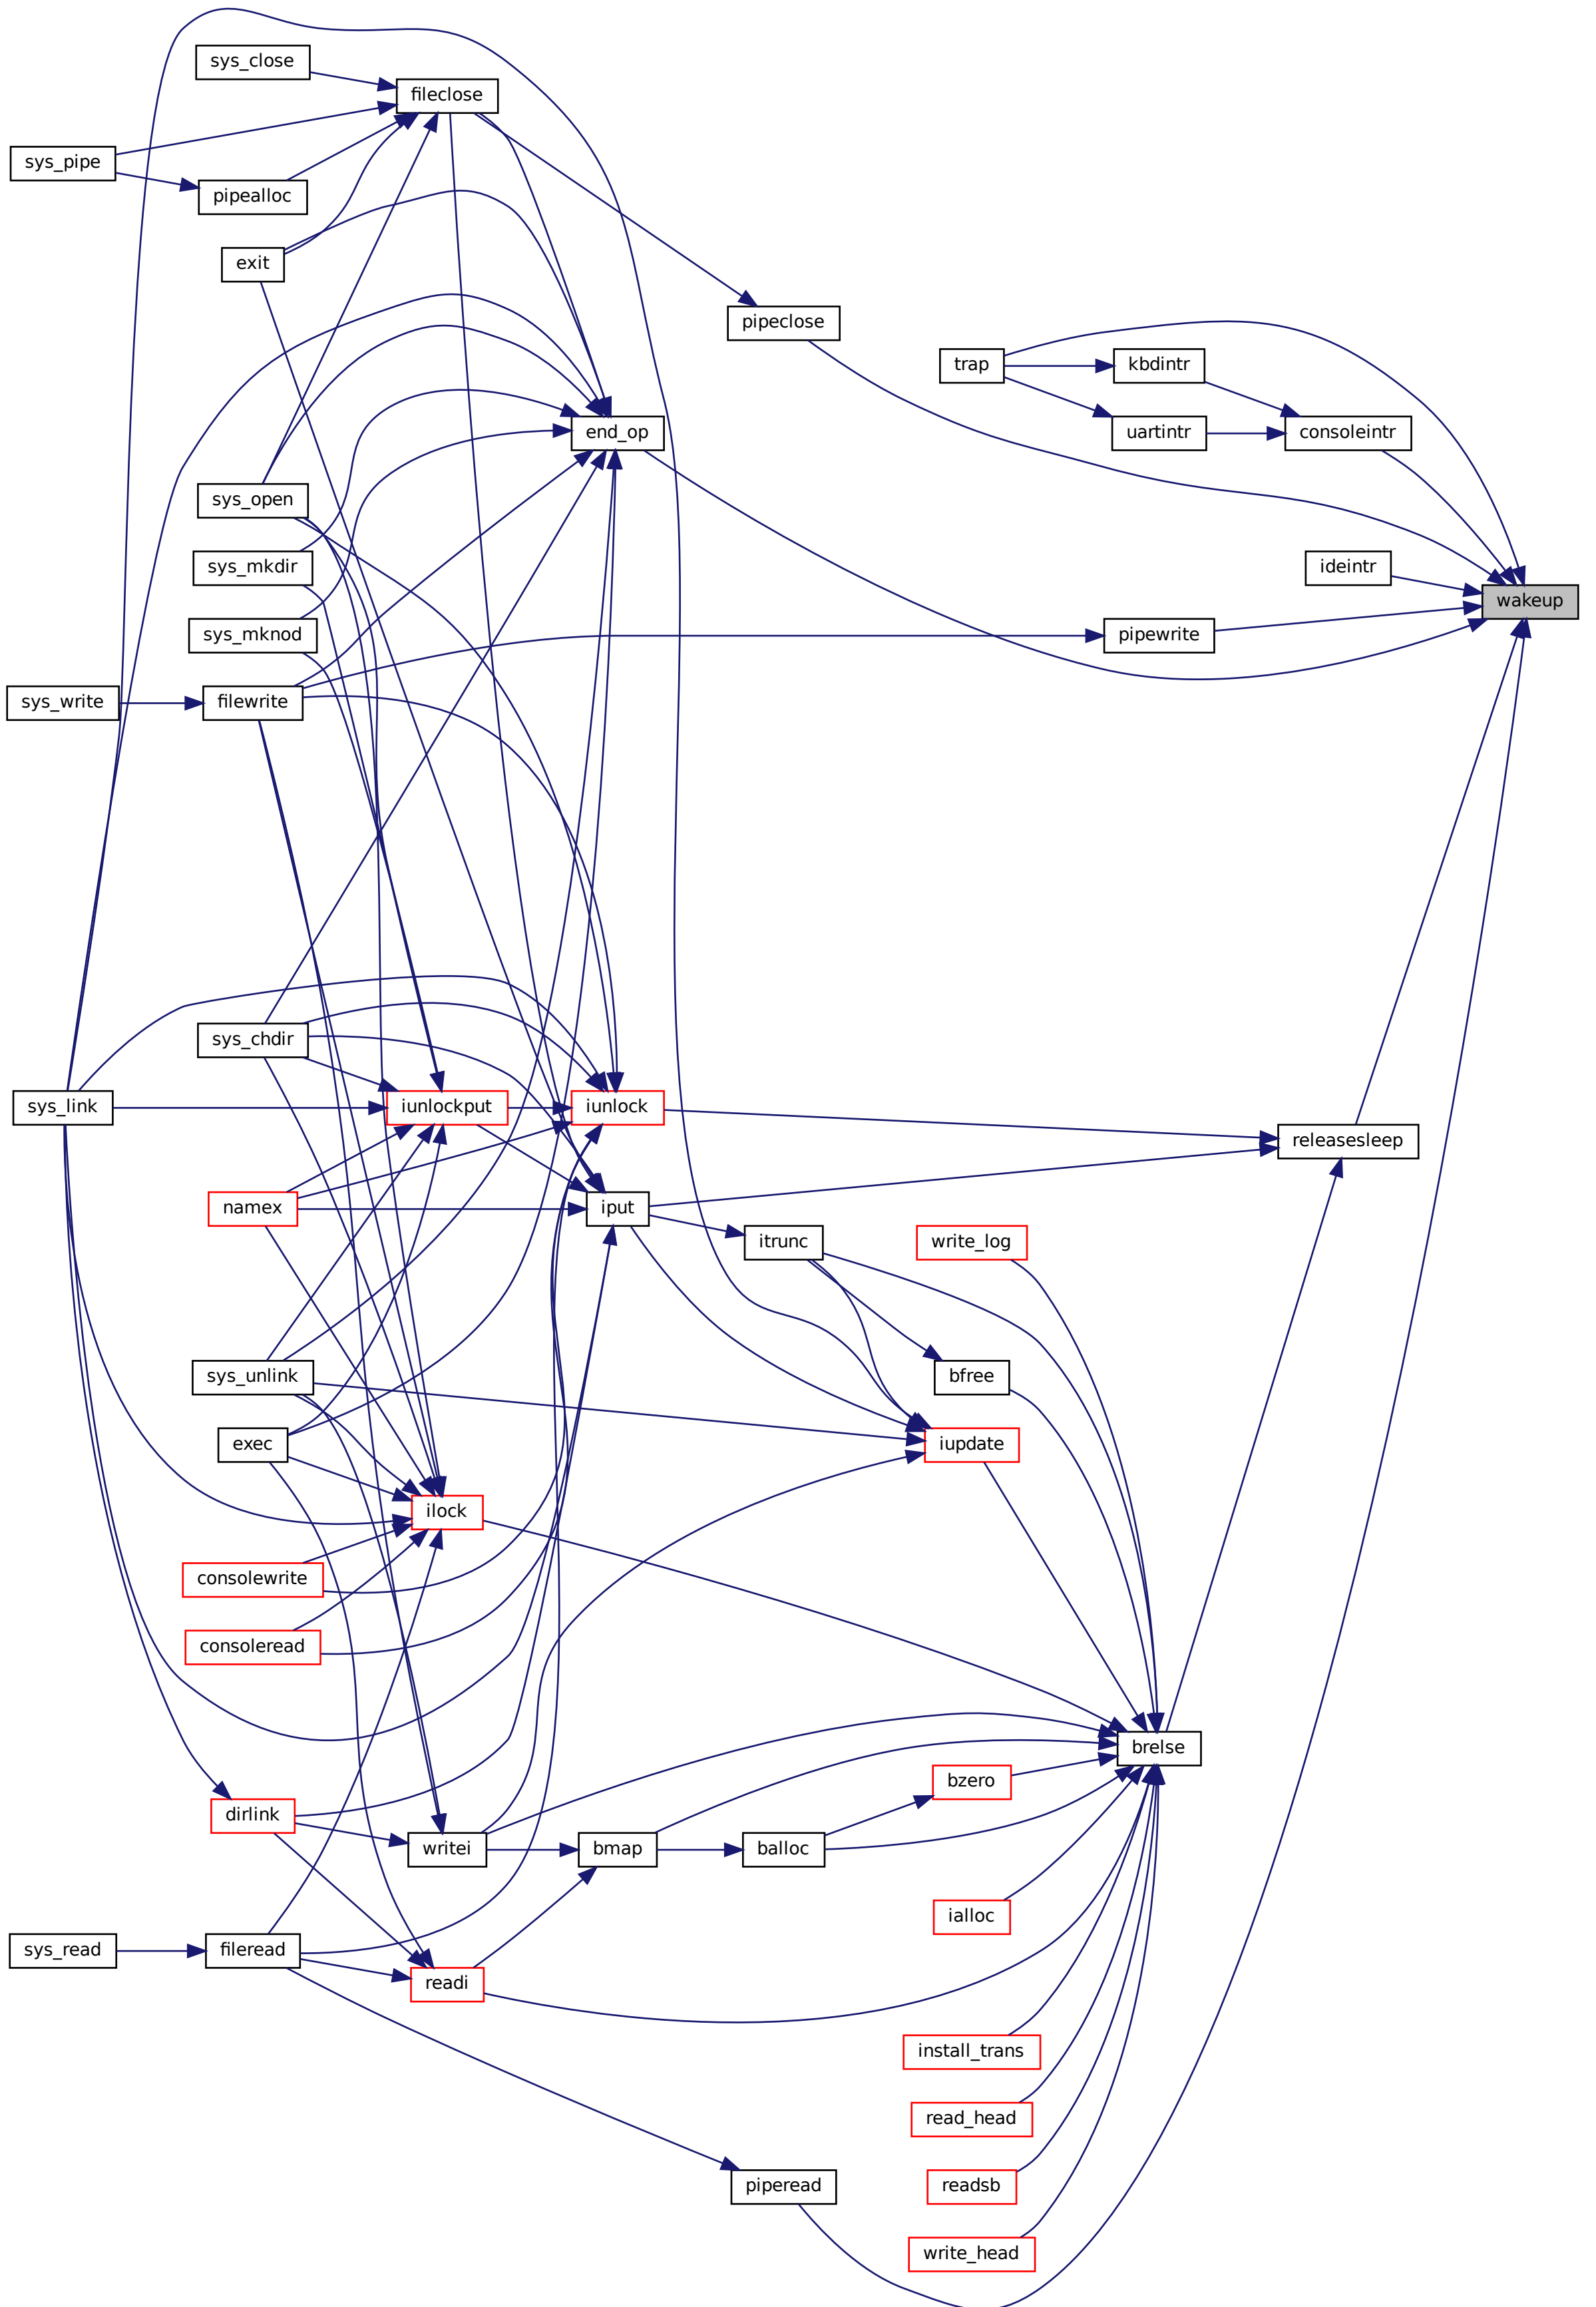 sys_close
fileclose
sys_pipe
pipealloc
exit
pipeclose
trap
kbdintr
end_op
uartintr
consoleintr
sys_open
sys_mkdir
ideintr
wakeup
sys_mknod
pipewrite
sys_write
filewrite
sys_chdir
sys_link
iunlockput
iunlock
releasesleep
namex
iput
itrunc
write_log
sys_unlink
bfree
exec
iupdate
ilock
consolewrite
consoleread
brelse
bzero
dirlink
writei
bmap
balloc
ialloc
sys_read
fileread
readi
install_trans
read_head
piperead
readsb
write_head